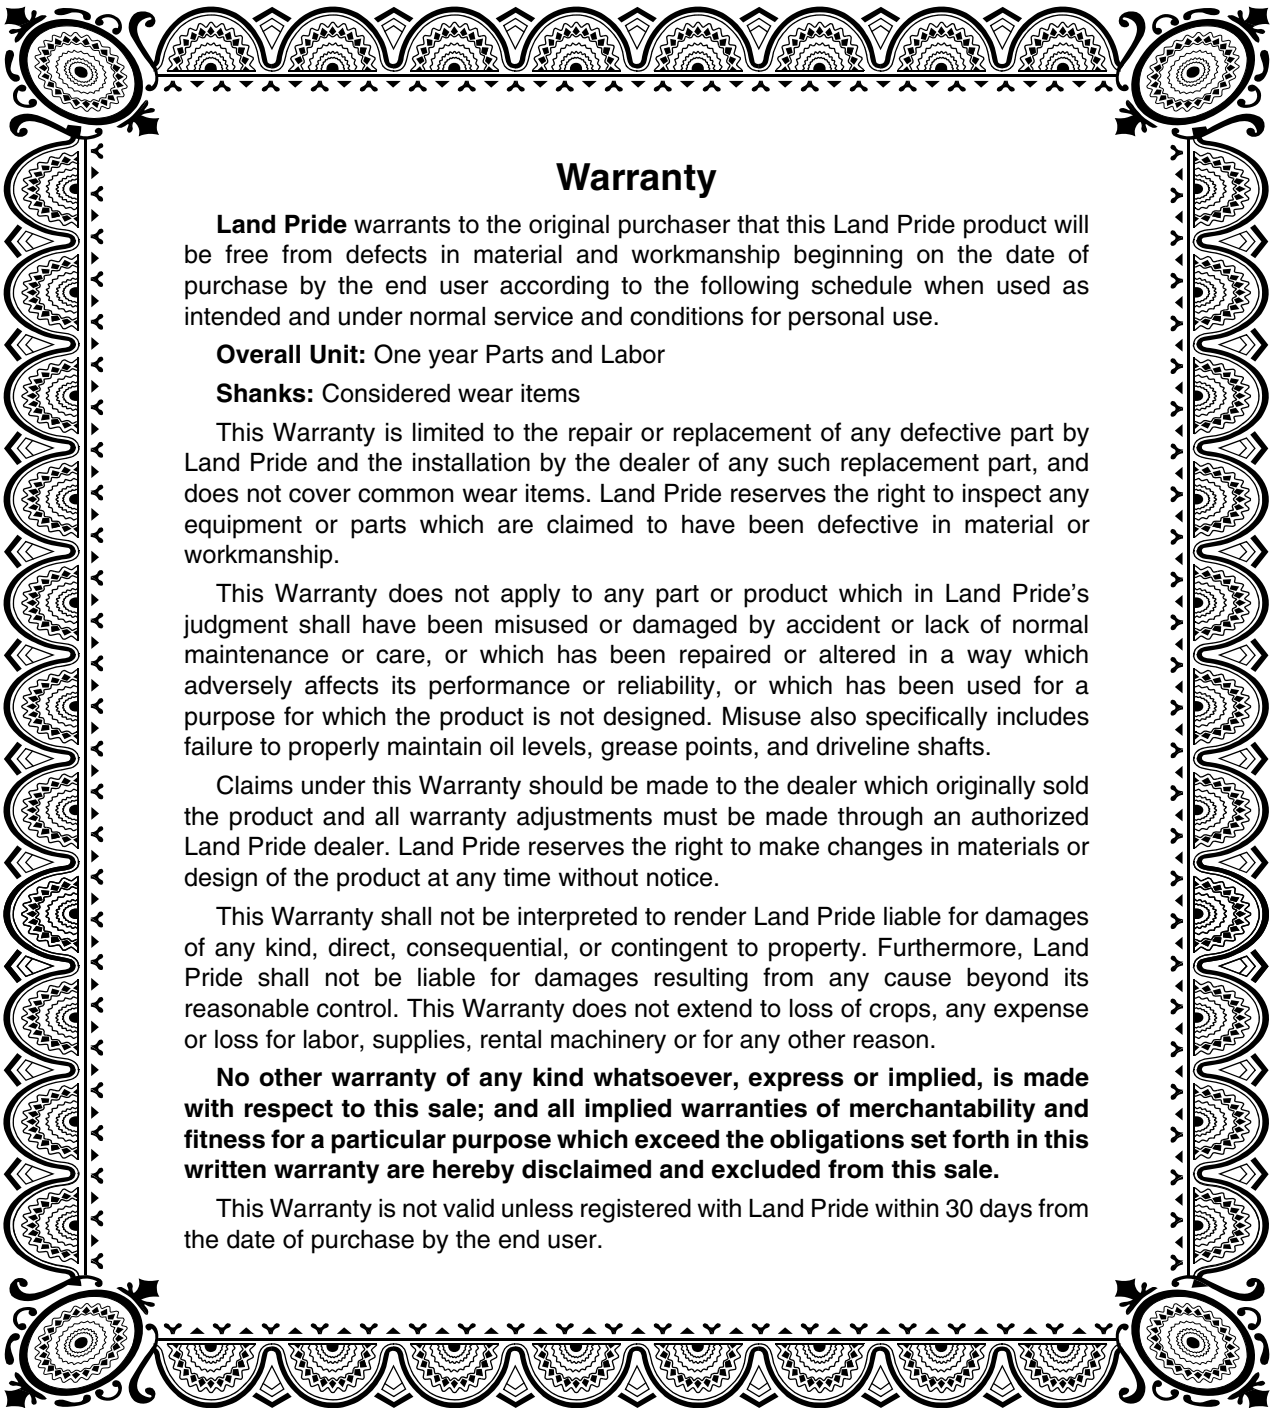 Warranty
Land Pride warrants to the original purchaser that this Land Pride product will
be free from defects in material and workmanship beginning on the date of
purchase by the end user according to the following schedule when used as
intended and under normal service and conditions for personal use.
Overall Unit: One year Parts and Labor
Shanks: Considered wear items
This Warranty is limited to the repair or replacement of any defective part by
Land Pride and the installation by the dealer of any such replacement part, and
does not cover common wear items. Land Pride reserves the right to inspect any
equipment or parts which are claimed to have been defective in material or
workmanship.
This Warranty does not apply to any part or product which in Land Pride’s
judgment shall have been misused or damaged by accident or lack of normal
maintenance or care, or which has been repaired or altered in a way which
adversely affects its performance or reliability, or which has been used for a
purpose for which the product is not designed. Misuse also specifically includes
failure to properly maintain oil levels, grease points, and driveline shafts.
Claims under this Warranty should be made to the dealer which originally sold
the product and all warranty adjustments must be made through an authorized
Land Pride dealer. Land Pride reserves the right to make changes in materials or
design of the product at any time without notice.
This Warranty shall not be interpreted to render Land Pride liable for damages
of any kind, direct, consequential, or contingent to property. Furthermore, Land
Pride shall not be liable for damages resulting from any cause beyond its
reasonable control. This Warranty does not extend to loss of crops, any expense
or loss for labor, supplies, rental machinery or for any other reason.
No other warranty of any kind whatsoever, express or implied, is made
with respect to this sale; and all implied warranties of merchantability and
fitness for a particular purpose which exceed the obligations set forth in this
written warranty are hereby disclaimed and excluded from this sale.
This Warranty is not valid unless registered with Land Pride within 30 days from
the date of purchase by the end user.